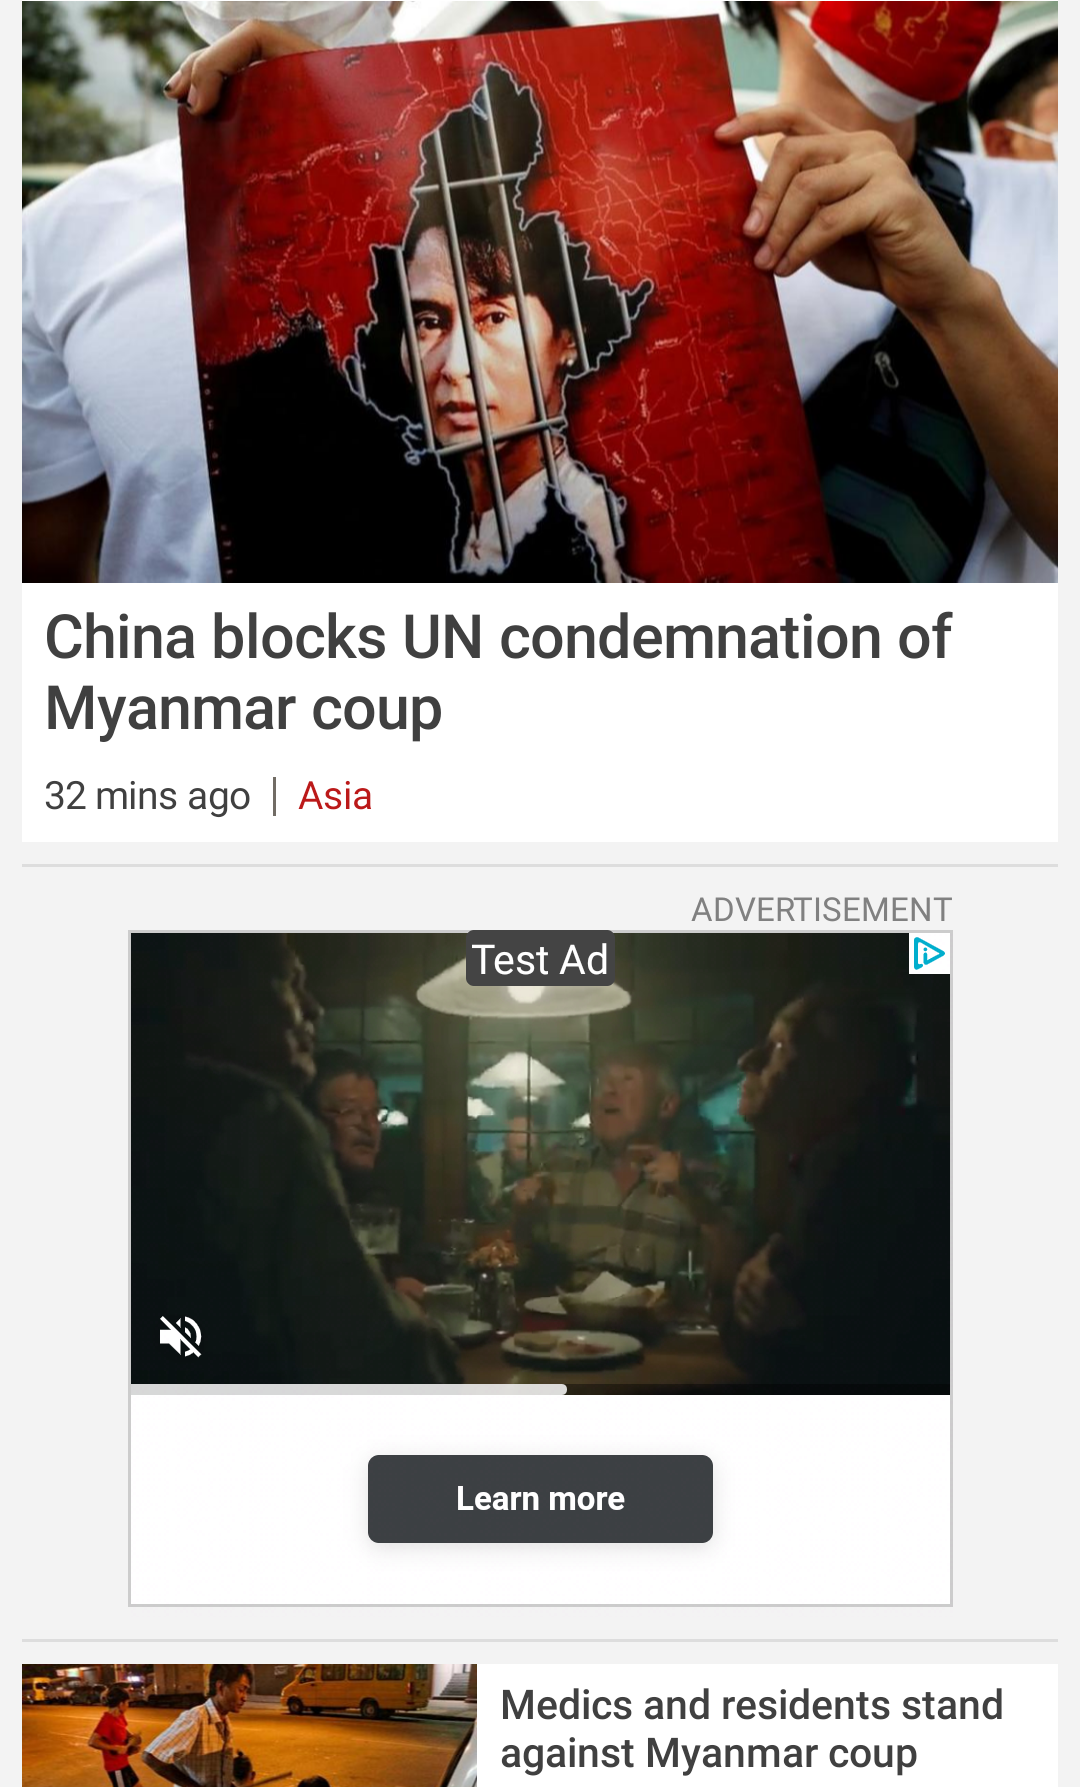 China blocks UN condemnation of
Myanmar coup
32 mins ago | Asia
ADVERTISEMENT
Test Ad
Learn more
Medics and residents stand
against Myanmar coup